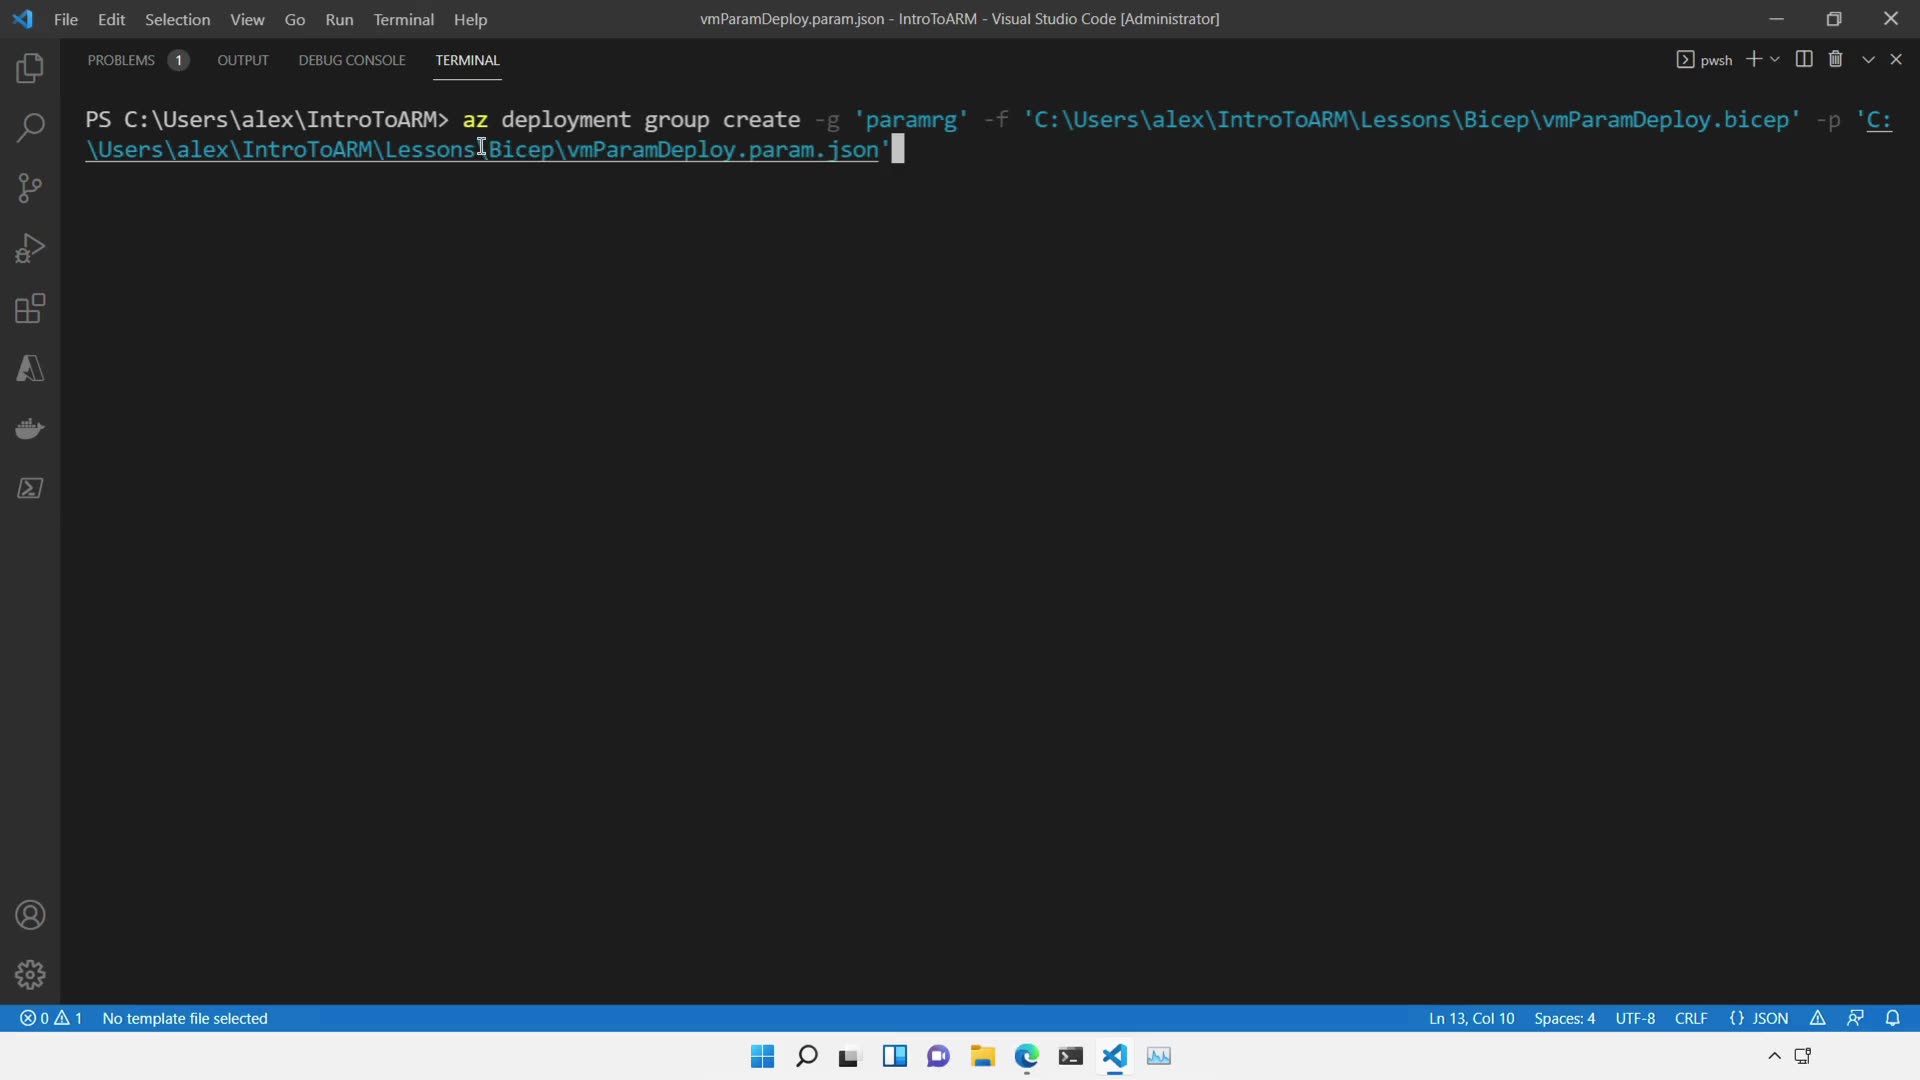 File Edit Selection View Go Run Terminal Help
vmParamDeploy.param.json - IntroToARM - Visual Studio Code [Administrator]
PROBLEMS 1 OUTPUT DEBUG CONSOLE TERMINAL
pwsh
PS C:\Users\alex\IntroToARM> az deployment group create -g 'paramrg' -f 'C:\Users\alex\IntroToARM\Lessons\Bicep\vmParamDeploy.bicep' -p 'C:
\Users\alex\IntroToARM\Lessons\Bicep\vmParamDeploy.param.json'
0 1 No template file selected
Ln 13, Col 10 Spaces: 4 UTF-8 CRLF {} JSON